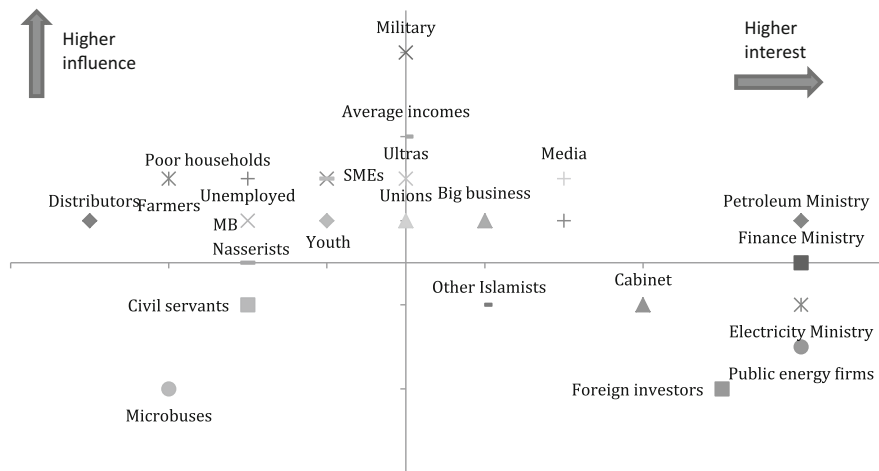 Military
Higher
influence
Higher
interest
Average incomes
Poor households
Ultras
Media
SMEs
Distributors
Farmers
Unemployed
Unions
Big business
Petroleum Ministry
MB
Youth
Nasserists
Finance Ministry
Other Islamists
Cabinet
Civil servants
Electricity Ministry
Public energy firms
Foreign investors
Microbuses